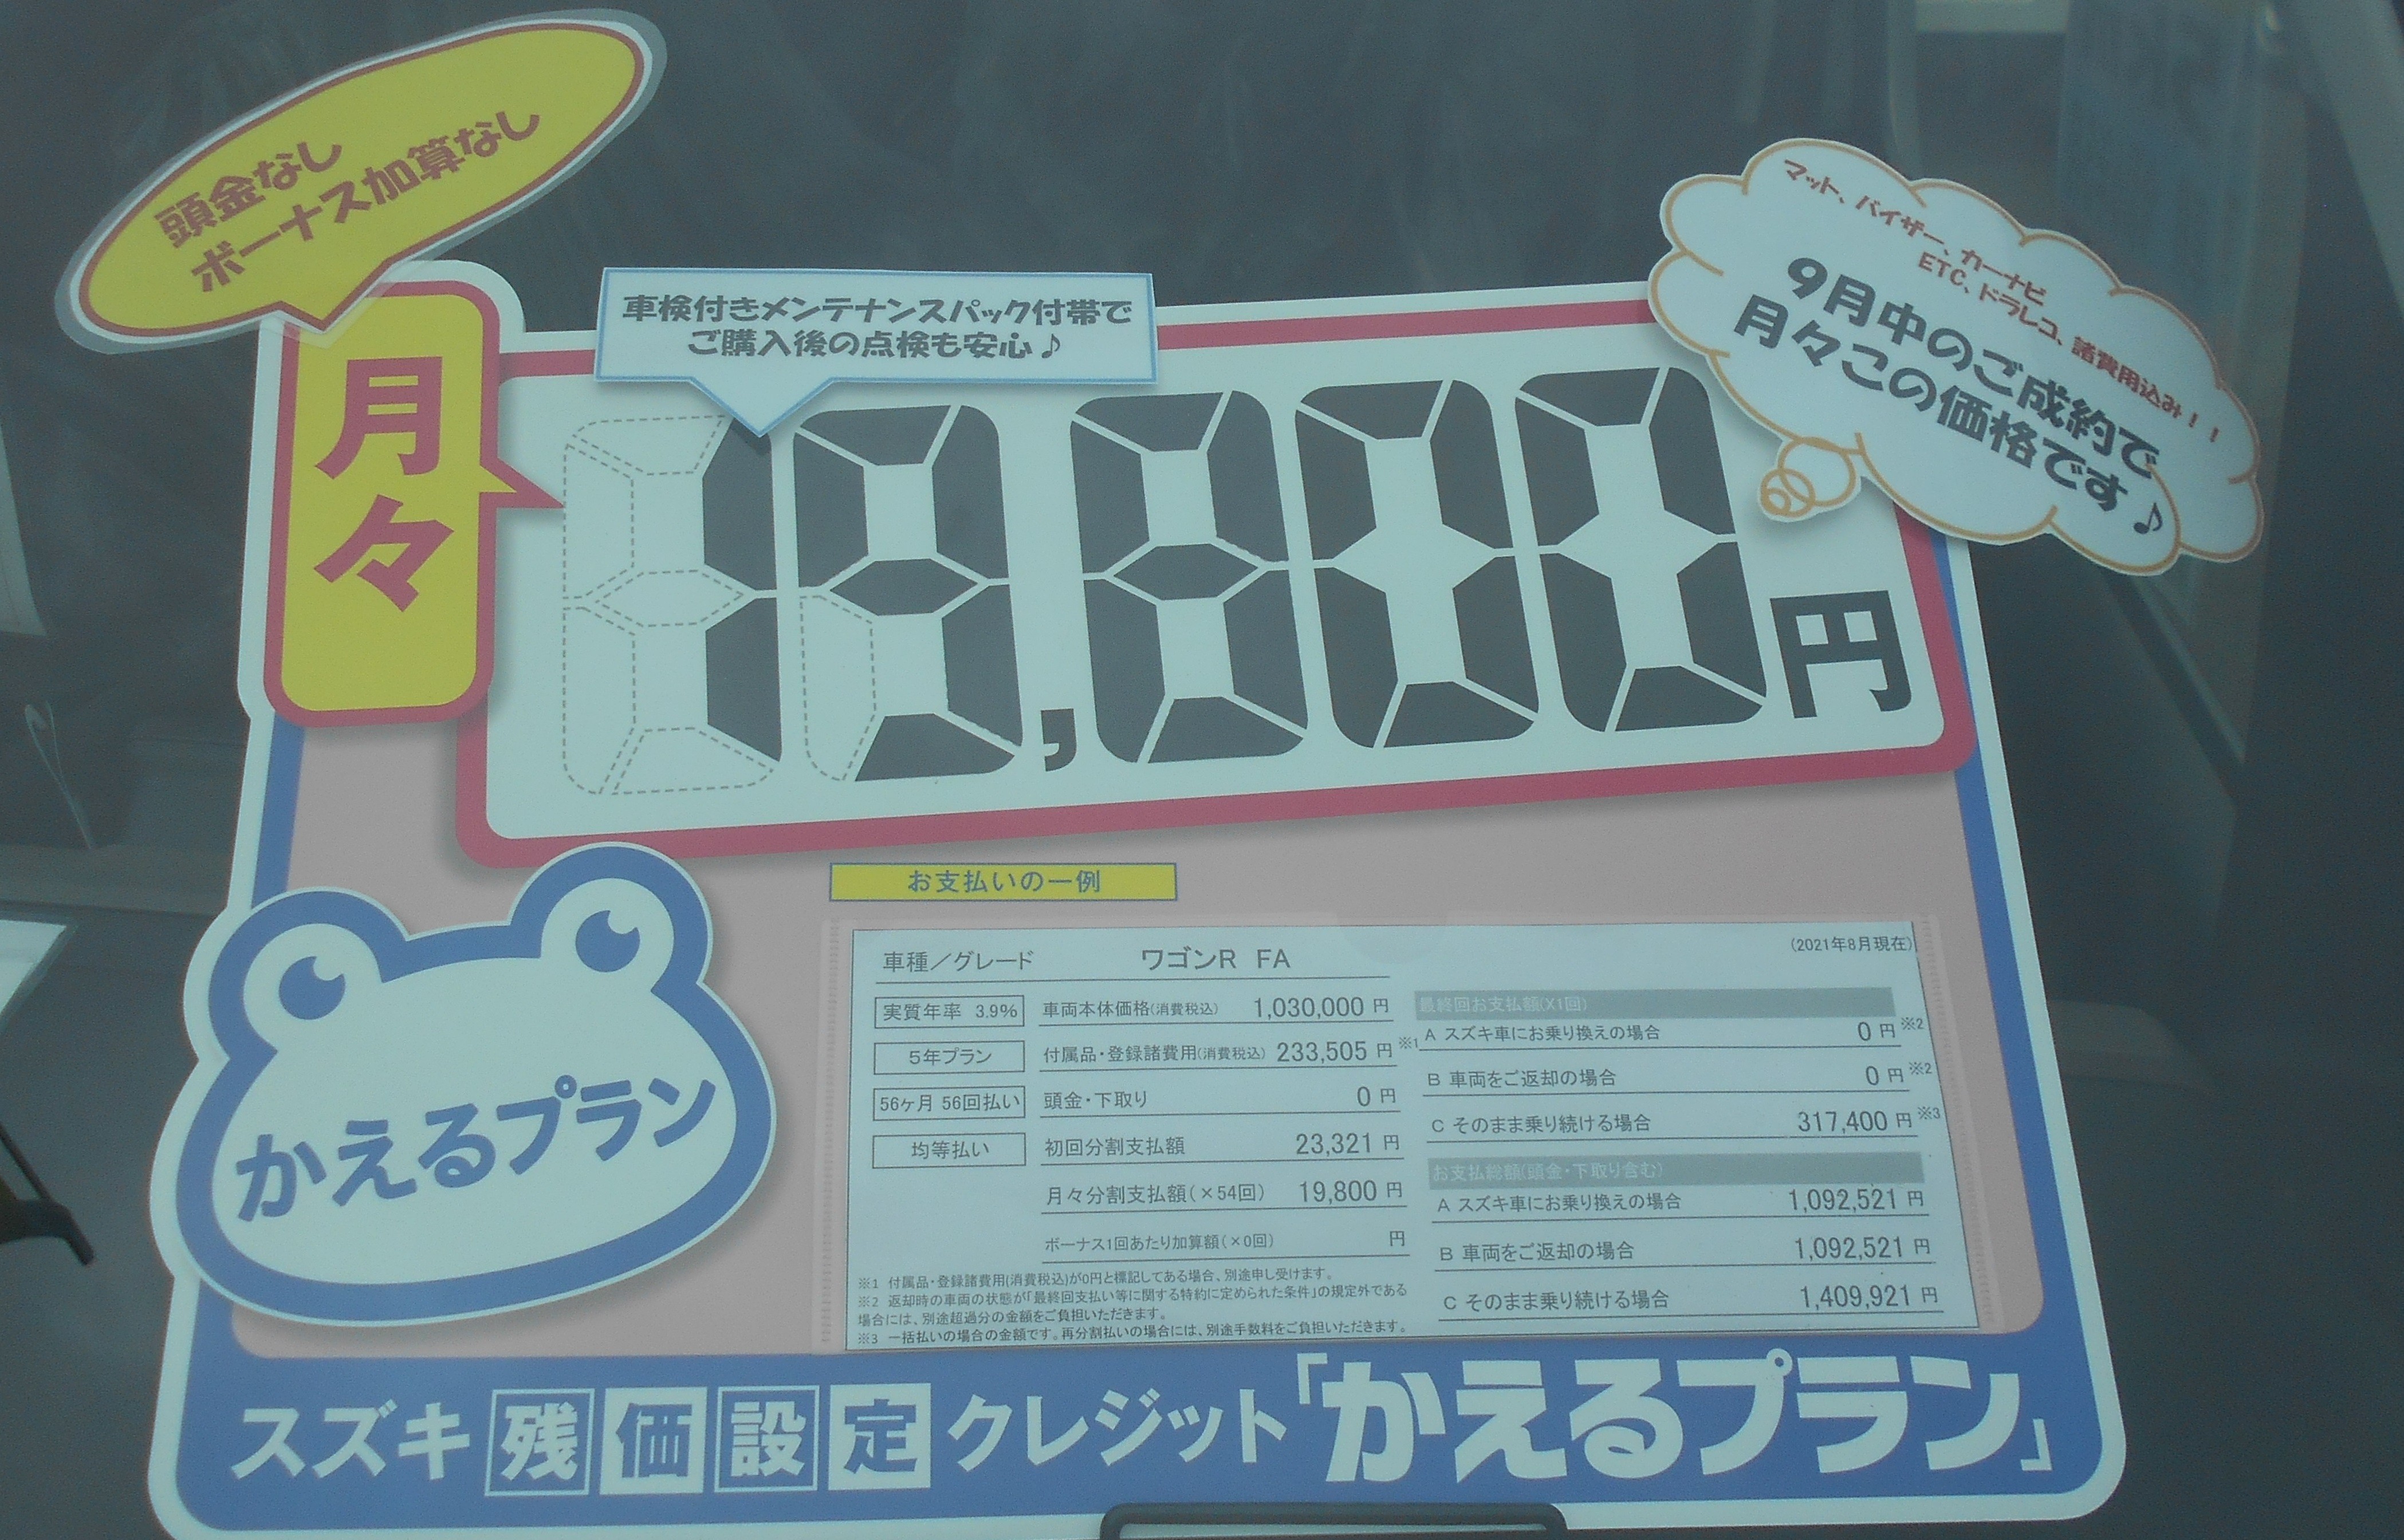 頭金なし
ボーナス加算なし
月々
車検付きメンテナンスパック付帯で
ご購入後の点検も安心♪
マット、バイザー、カーナビ
ETC、ドラレコ、諸費用込み！！
9月中のご成約で
月々この価格です♪
19,800円
お支払いの一例
車種／グレード ワゴンR FA
(2021年8月現在)
実質年率 3.9%
5年プラン
56ヶ月 56回払い
均等払い
車両本体価格(消費税込) 1,030,000 円
付属品・登録諸費用(消費税込) 233,505 円 ※1
頭金・下取り 0 円
初回分割支払額 23,321 円
月々分割支払額(×54回) 19,800 円
ボーナス1回あたり加算額(×0回) 円
最終回お支払額(X1回)
A スズキ車にお乗り換えの場合 0 円 ※2
B 車両をご返却の場合 0 円 ※2
C そのまま乗り続ける場合 317,400 円 ※3
お支払総額(頭金・下取り含む)
A スズキ車にお乗り換えの場合 1,092,521 円
B 車両をご返却の場合 1,092,521 円
C そのまま乗り続ける場合 1,409,921 円
※1 付属品・登録諸費用(消費税込)が0円と標記してある場合、別途申し受けます。
※2 返却時の車両の状態が「最終回支払い等に関する特約に定められた条件」の規定外である
場合には、別途超過分の金額をご負担いただきます。
※3 一括払いの場合の金額です。再分割払いの場合には、別途手数料をご負担いただきます。
かえるプラン
スズキ残価設定クレジット「かえるプラン」